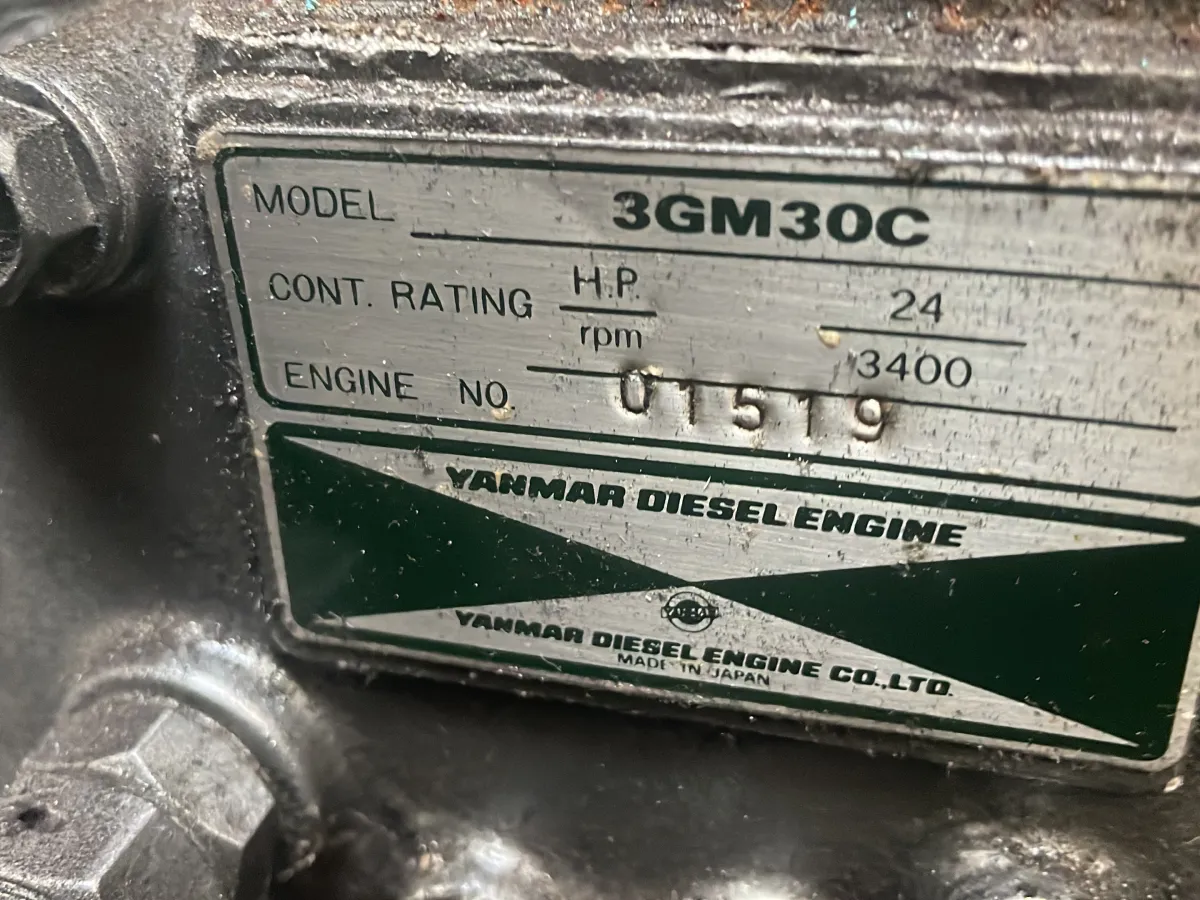 MODEL 3GM30C
CONT. RATING H.P. 24
rpm 3400
ENGINE NO. 01519
YANMAR DIESEL ENGINE
YANMAR
YANMAR DIESEL ENGINE CO.,LTD.
MADE IN JAPAN